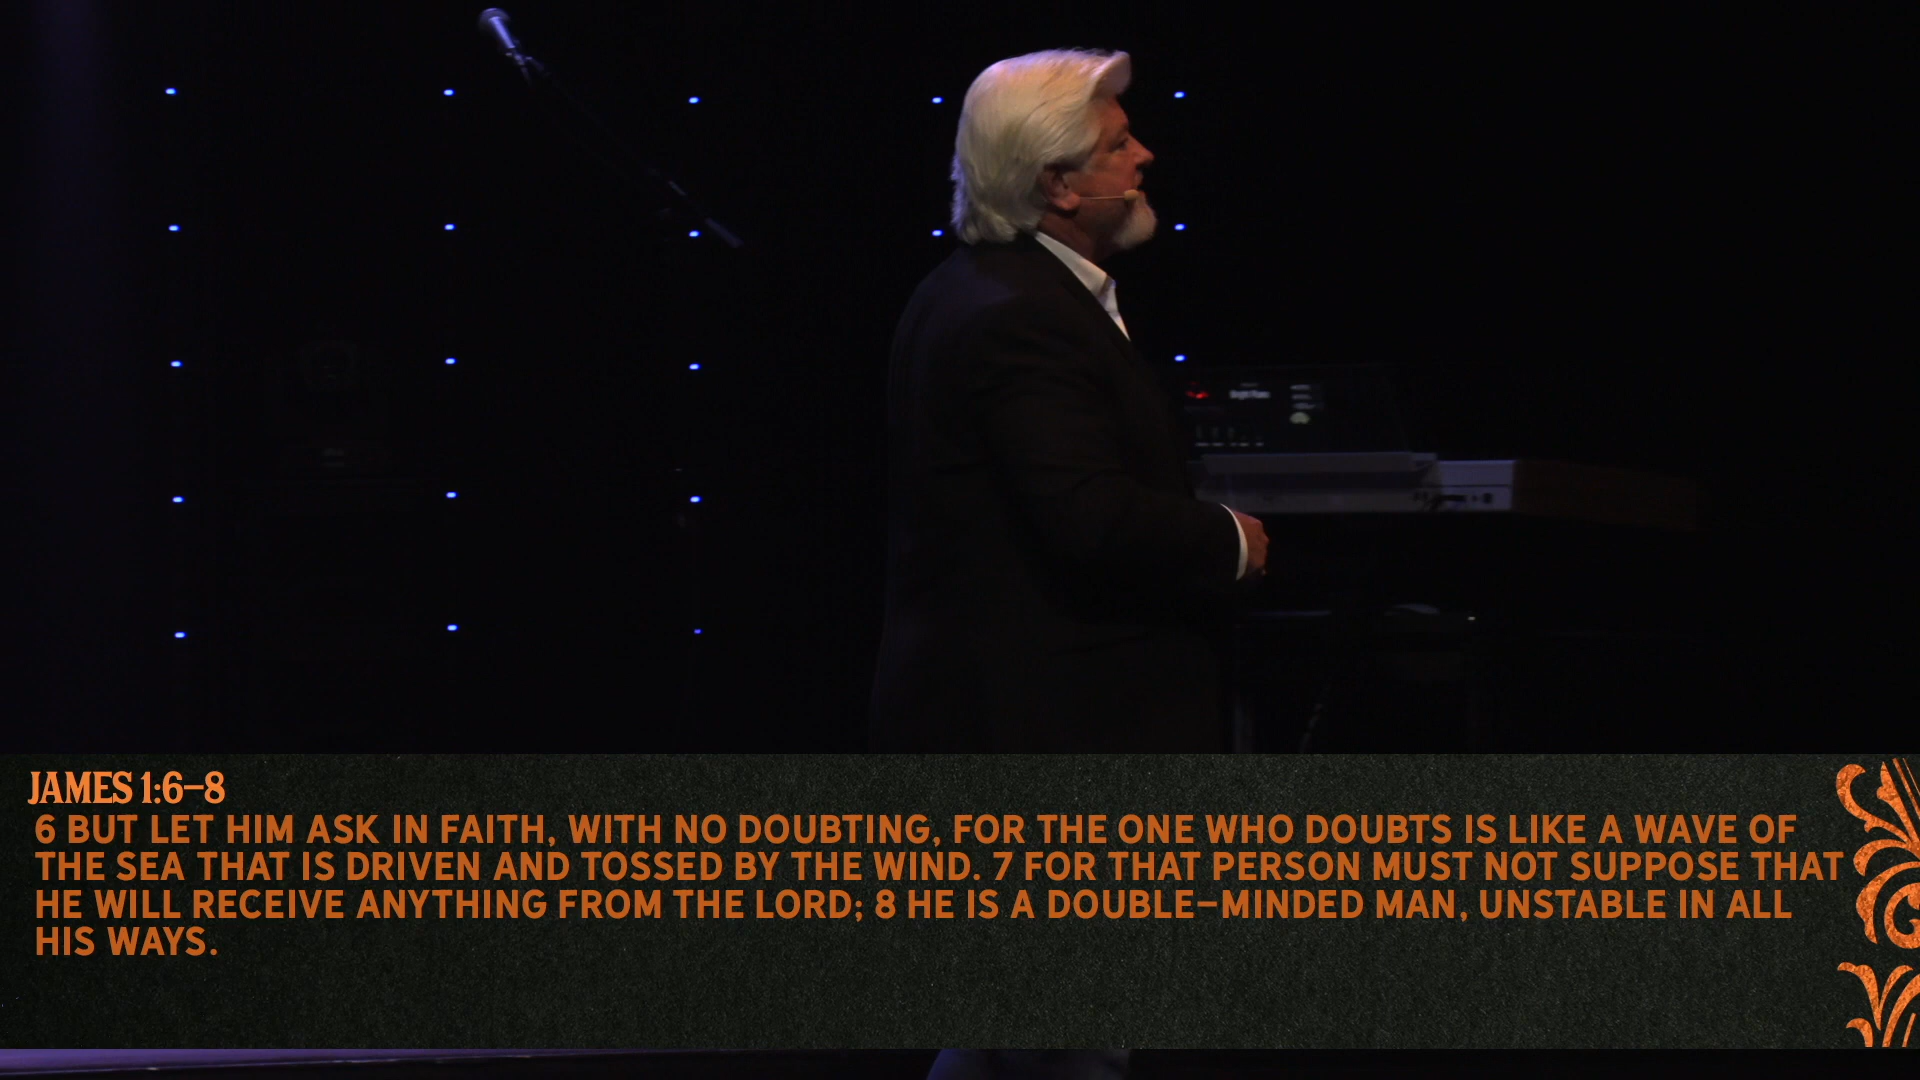 JAMES 1:6–8
6 BUT LET HIM ASK IN FAITH, WITH NO DOUBTING, FOR THE ONE WHO DOUBTS IS LIKE A WAVE OF
THE SEA THAT IS DRIVEN AND TOSSED BY THE WIND. 7 FOR THAT PERSON MUST NOT SUPPOSE THAT
HE WILL RECEIVE ANYTHING FROM THE LORD; 8 HE IS A DOUBLE–MINDED MAN, UNSTABLE IN ALL
HIS WAYS.